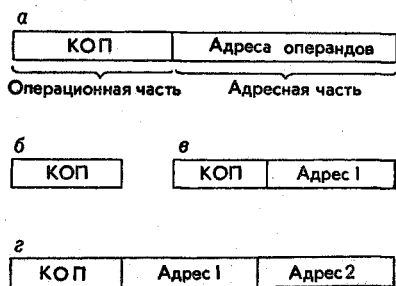 а
КОП Адреса операндов
Операционная часть Адресная часть
б в
КОП КОП Адрес 1
г
КОП Адрес 1 Адрес 2